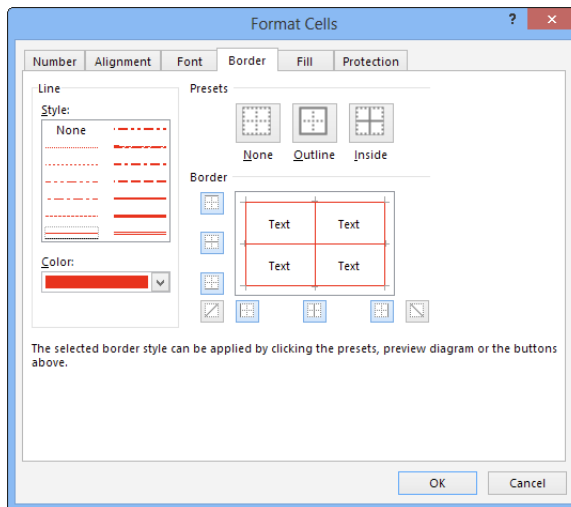 Format Cells
?
Number Alignment Font Border Fill Protection
Line
Presets
Style:
None
None Outline Inside
Border
Text Text
Text Text
Color:
The selected border style can be applied by clicking the presets, preview diagram or the buttons
above.
OK Cancel